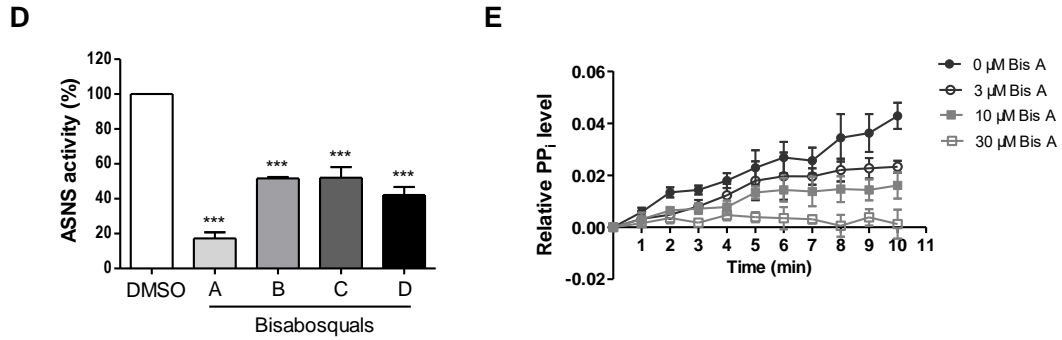 D
ASNS activity (%)
120
100
80
60
40
20
0
***
***
***
***
DMSO A B C D
Bisabosquals
E
Relative PPi level
0.06
0.04
0.02
0.00
-0.02
1 2 3 4 5 6 7 8 9 10 11
Time (min)
0 µM Bis A
3 µM Bis A
10 µM Bis A
30 µM Bis A